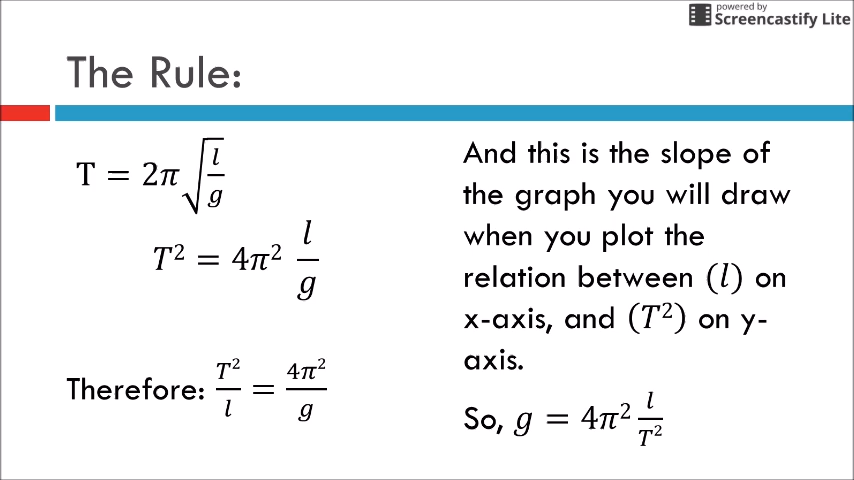 powered by
Screencastify Lite
The Rule:
T = 2π√(l/g)
T² = 4π² l/g
Therefore: T²/l = 4π²/g
And this is the slope of
the graph you will draw
when you plot the
relation between (l) on
x-axis, and (T²) on y-
axis.
So, g = 4π² l/T²